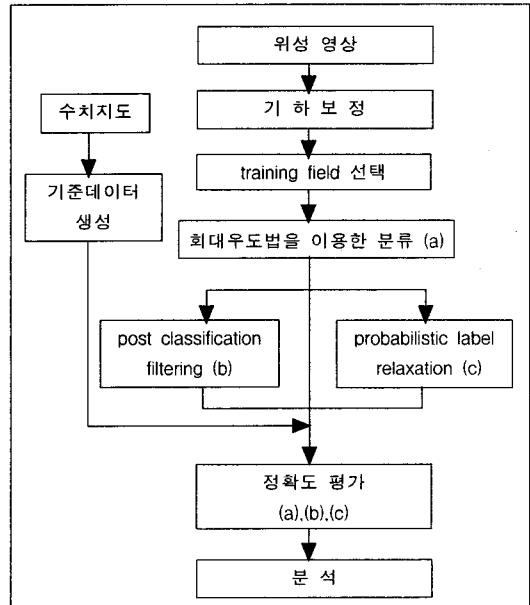 위성 영상
수치지도
기 하 보 정
training field 선택
기준데이터
생성
회대우도법을 이용한 분류 (a)
post classification
filtering (b)
probabilistic label
relaxation (c)
정확도 평가
(a),(b),(c)
분 석